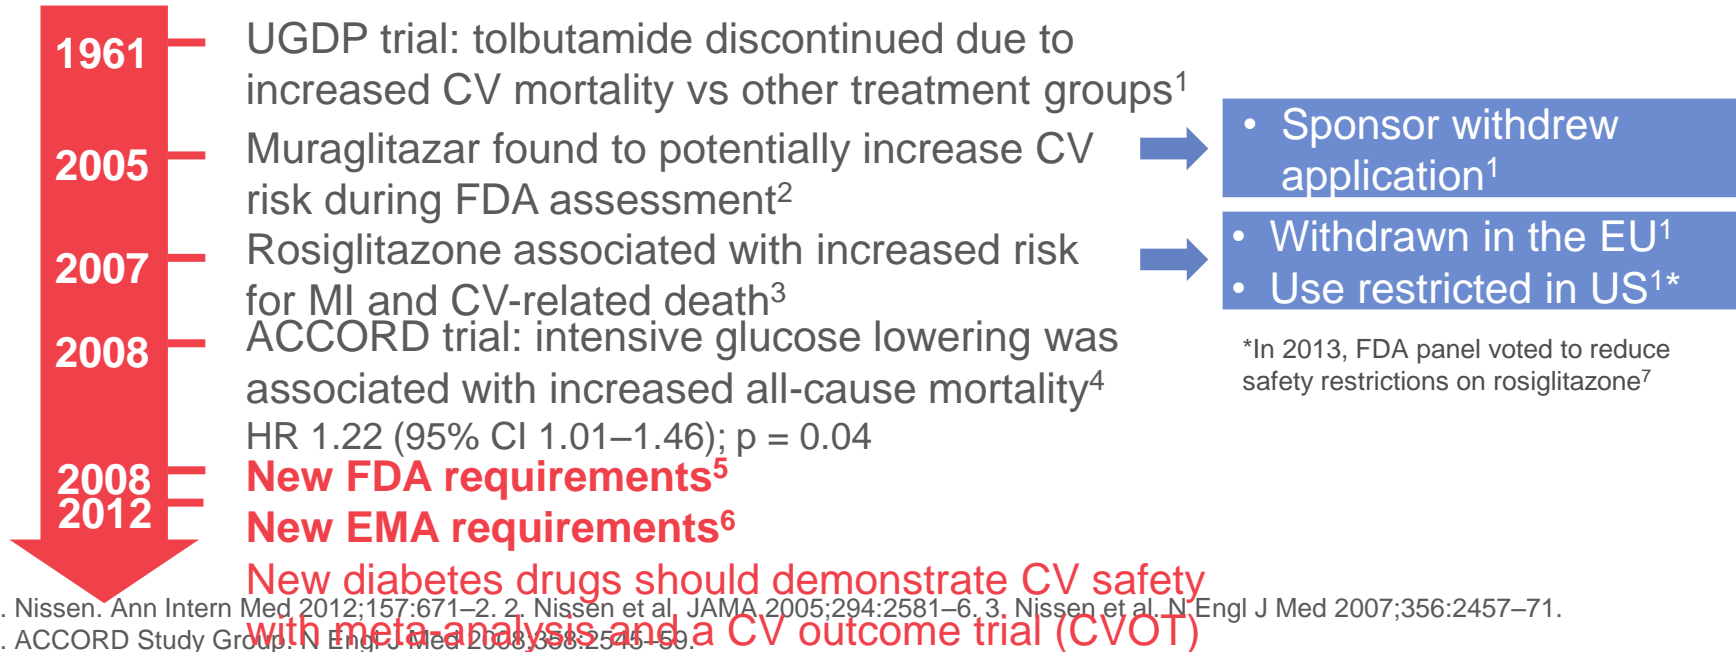 1961
UGDP trial: tolbutamide discontinued due to
increased CV mortality vs other treatment groups1
2005
Muraglitazar found to potentially increase CV
risk during FDA assessment2
• Sponsor withdrew
application1
2007
Rosiglitazone associated with increased risk
for MI and CV-related death3
• Withdrawn in the EU1
• Use restricted in US1*
2008
ACCORD trial: intensive glucose lowering was
associated with increased all-cause mortality4
HR 1.22 (95% CI 1.01–1.46); p = 0.04
*In 2013, FDA panel voted to reduce
safety restrictions on rosiglitazone7
2008
New FDA requirements5
2012
New EMA requirements6
New diabetes drugs should demonstrate CV safety
with meta-analysis and a CV outcome trial (CVOT)
. Nissen. Ann Intern Med 2012;157:671–2. 2. Nissen et al. JAMA 2005;294:2581–6. 3. Nissen et al. N Engl J Med 2007;356:2457–71.
. ACCORD Study Group. N Engl J Med 2008;358:2545–59.